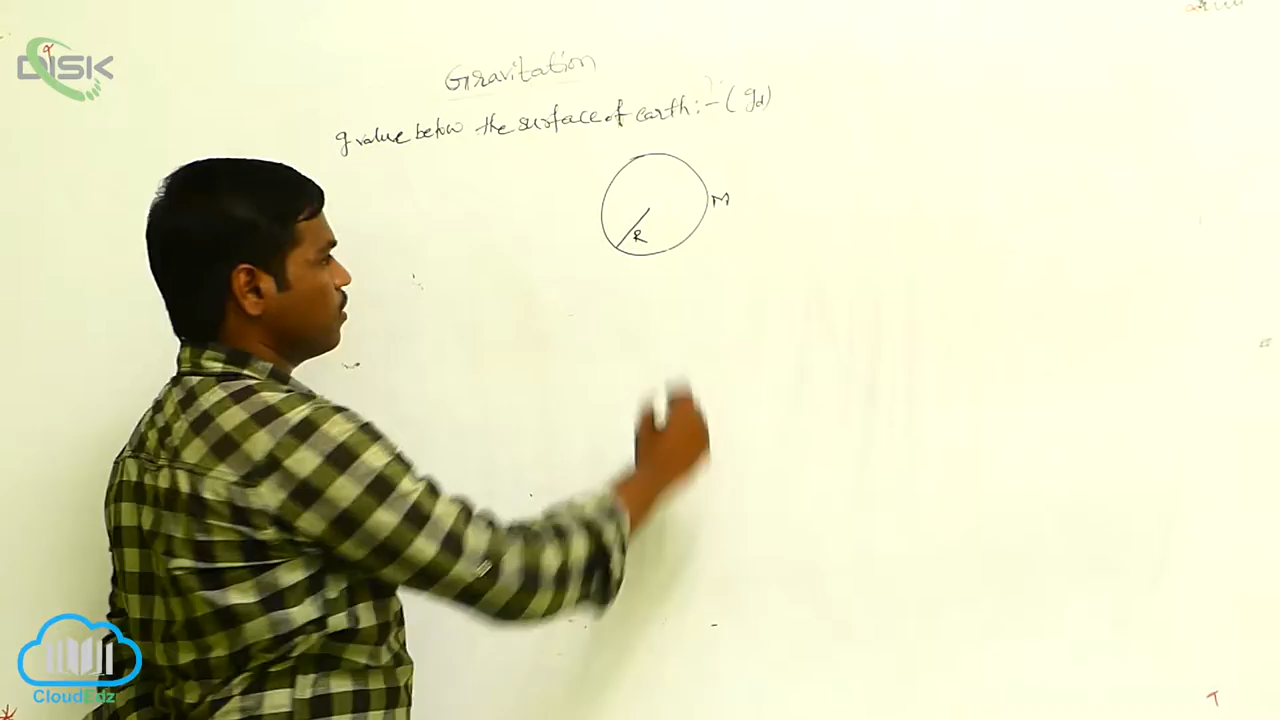 DISK
Gravitation
g value below the surface of earth :- (gd)
M
R
CloudEdz
T